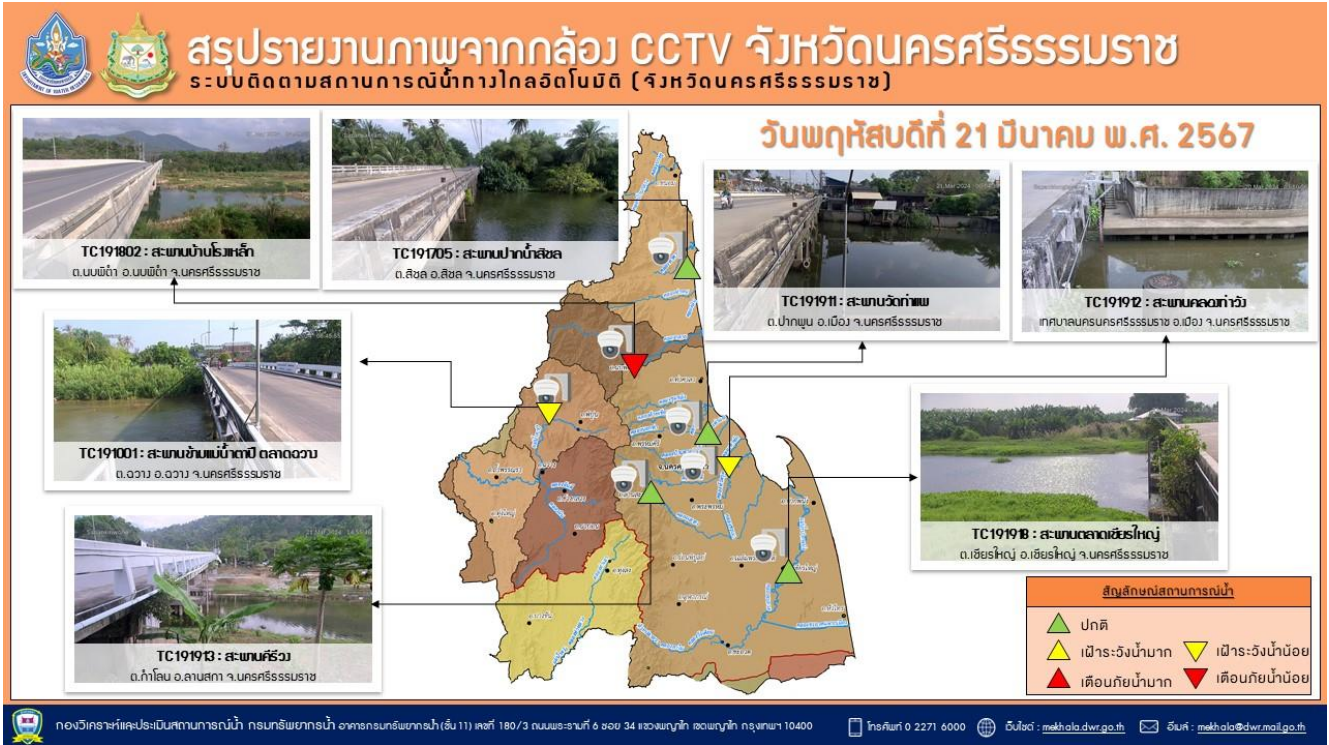 สรุปรายงานภาพจากกล้อง CCTV จังหวัดนครศรีธรรมราช
ระบบติดตามสถานการณ์น้ำทางไกลอัตโนมัติ (จังหวัดนครศรีธรรมราช)
วันพฤหัสบดีที่ 21 มีนาคม พ.ศ. 2567
TC191802 : สะพานบ้านโรงเหล็ก
ต.นบพิตำ อ.นบพิตำ จ.นครศรีธรรมราช
TC191705 : สะพานปากน้ำสิชล
ต.สิชล อ.สิชล จ.นครศรีธรรมราช
TC191911 : สะพานวัดท่าแพ
ต.ปากพูน อ.เมือง จ.นครศรีธรรมราช
TC191912 : สะพานคลองท่าวัง
เทศบาลนครนครศรีธรรมราช อ.เมือง จ.นครศรีธรรมราช
TC191001 : สะพานข้ามแม่น้ำตาปี ตลาดฉวาง
ต.ฉวาง อ.ฉวาง จ.นครศรีธรรมราช
TC191918 : สะพานตลาดเชียรใหญ่
ต.เชียรใหญ่ อ.เชียรใหญ่ จ.นครศรีธรรมราช
TC191913 : สะพานคีรีวง
ต.กำโลน อ.ลานสกา จ.นครศรีธรรมราช
สัญลักษณ์สถานการณ์น้ำ
ปกติ
เฝ้าระวังน้ำมาก เฝ้าระวังน้ำน้อย
เตือนภัยน้ำมาก เตือนภัยน้ำน้อย
กองวิเคราะห์และประเมินสถานการณ์น้ำ กรมทรัพยากรน้ำ อาคารกรมทรัพยากรน้ำ (ชั้น 11) เลขที่ 180/3 ถนนพระรามที่ 6 ซอย 34 แขวงพญาไท เขตพญาไท กรุงเทพฯ 10400 โทรศัพท์ 0 2271 6000 เว็บไซต์ : mekhala.dwr.go.th อีเมล์ : mekhala@dwr.mail.go.th